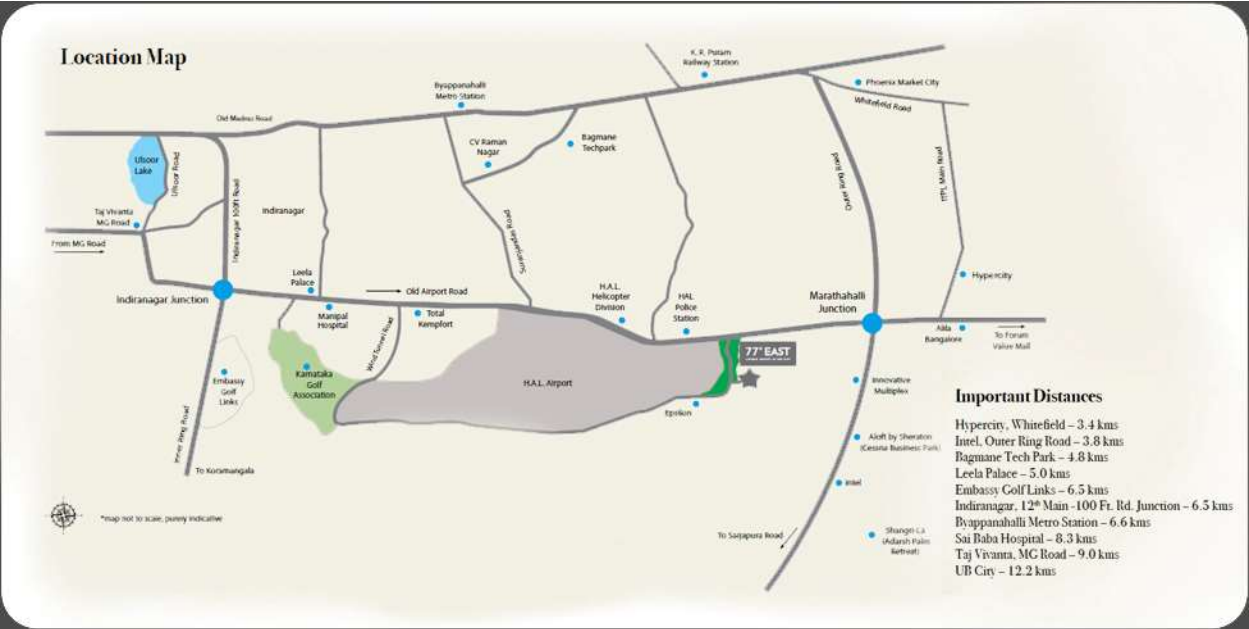 Location Map
K. R. Puram
Railway Station
Phoenix Market City
Whitefield Road
Byappanahalli
Metro Station
Old Madras Road
CV Raman
Nagar
Bagmane
Techpark
Ulsoor
Lake
Ulsoor Road
Indiranagar 100ft Road
Indiranagar
Outer Ring Road
ITPL Main Road
Taj Vivanta
MG Road
From MG Road
Suranjandas Road
Leela
Palace
Old Airport Road
H.A.L.
Helicopter
Division
HAL
Police
Station
Marathahalli
Junction
Hypercity
Indiranagar Junction
Manipal
Hospital
Total
Kempfort
Wind Tunnel Road
Alila
Bangalore
To Forum
Value Mall
77° EAST
Embassy
Golf
Links
Karnataka
Golf
Association
H.A.L. Airport
Epsilon
Innovative
Multiplex
Inner Ring Road
To Koramangala
Aloft by Sheraton
(Cessna Business Park)
Intel
To Sarjapura Road
Shangri-La
(Adarsh Palm
Retreat)
*map not to scale, purely indicative
Important Distances
Hypercity, Whitefield – 3.4 kms
Intel, Outer Ring Road – 3.8 kms
Bagmane Tech Park – 4.8 kms
Leela Palace – 5.0 kms
Embassy Golf Links – 6.5 kms
Indiranagar, 12th Main -100 Ft. Rd. Junction – 6.5 kms
Byappanahalli Metro Station – 6.6 kms
Sai Baba Hospital – 8.3 kms
Taj Vivanta, MG Road – 9.0 kms
UB City – 12.2 kms